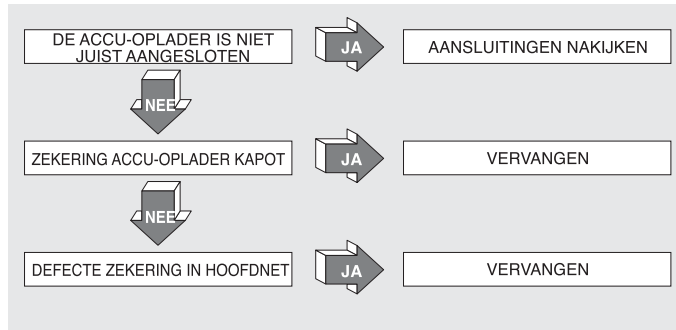 DE ACCU-OPLADER IS NIET
JUIST AANGESLOTEN
JA
AANSLUITINGEN NAKIJKEN
NEE
ZEKERING ACCU-OPLADER KAPOT
JA
VERVANGEN
NEE
DEFECTE ZEKERING IN HOOFDNET
JA
VERVANGEN